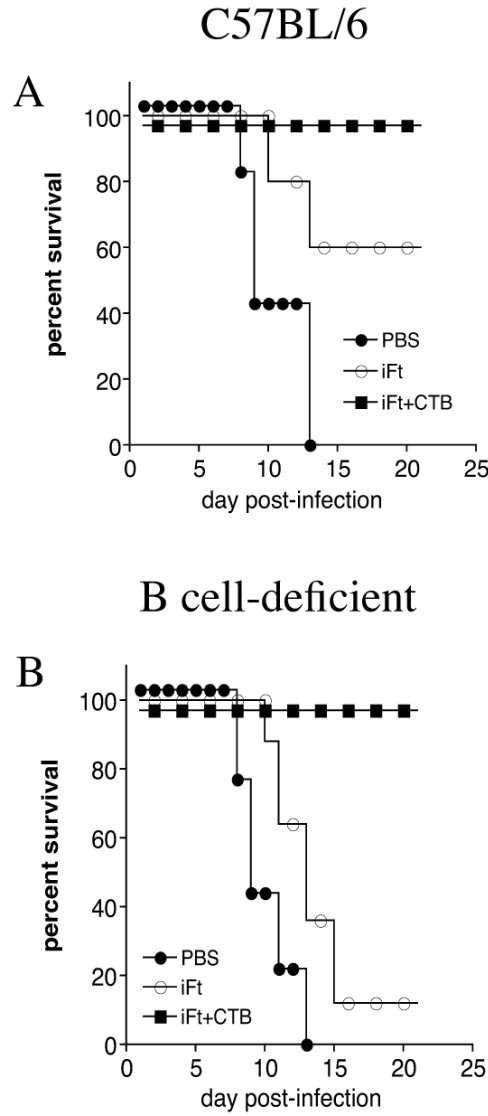 C57BL/6
A
percent survival
100
80
60
40
20
0
PBS
iFt
iFt+CTB
0 5 10 15 20 25
day post-infection
B cell-deficient
B
percent survival
100
80
60
40
20
0
PBS
iFt
iFt+CTB
0 5 10 15 20 25
day post-infection